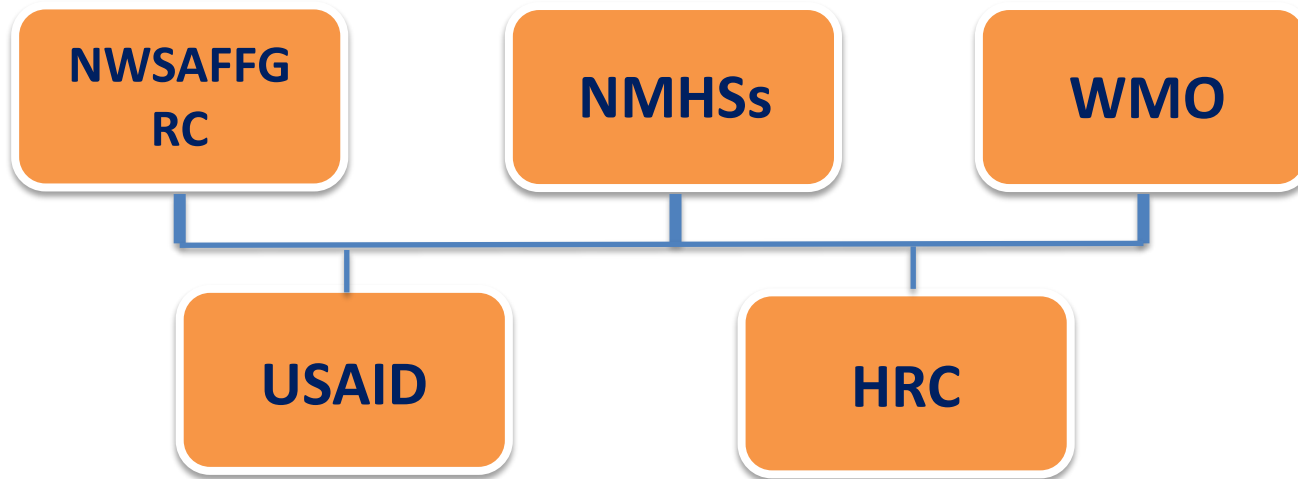 NWSAFFG
RC
NMHSs
WMO
USAID
HRC